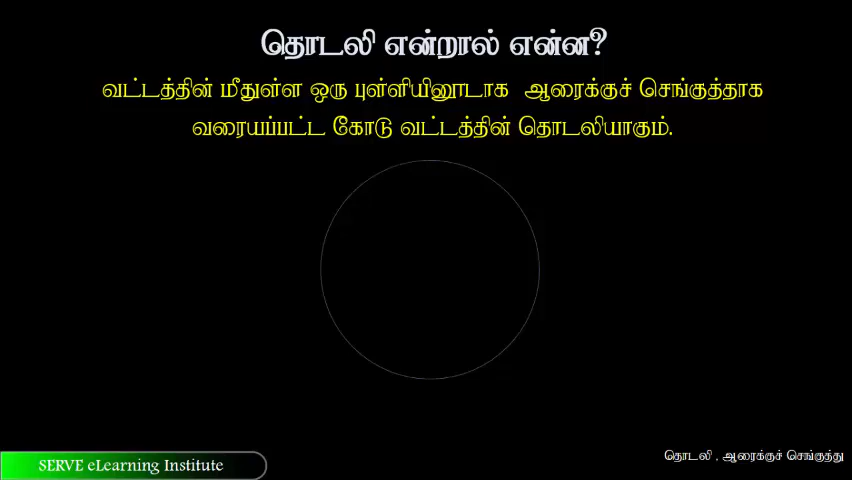 தொடலி என்றால் என்ன?
வட்டத்தின் மீதுள்ள ஒரு புள்ளியினூடாக ஆரைக்குச் செங்குத்தாக
வரையப்பட்ட கோடு வட்டத்தின் தொடலியாகும்.
SERVE eLearning Institute
தொடலி , ஆரைக்குச் செங்குத்து